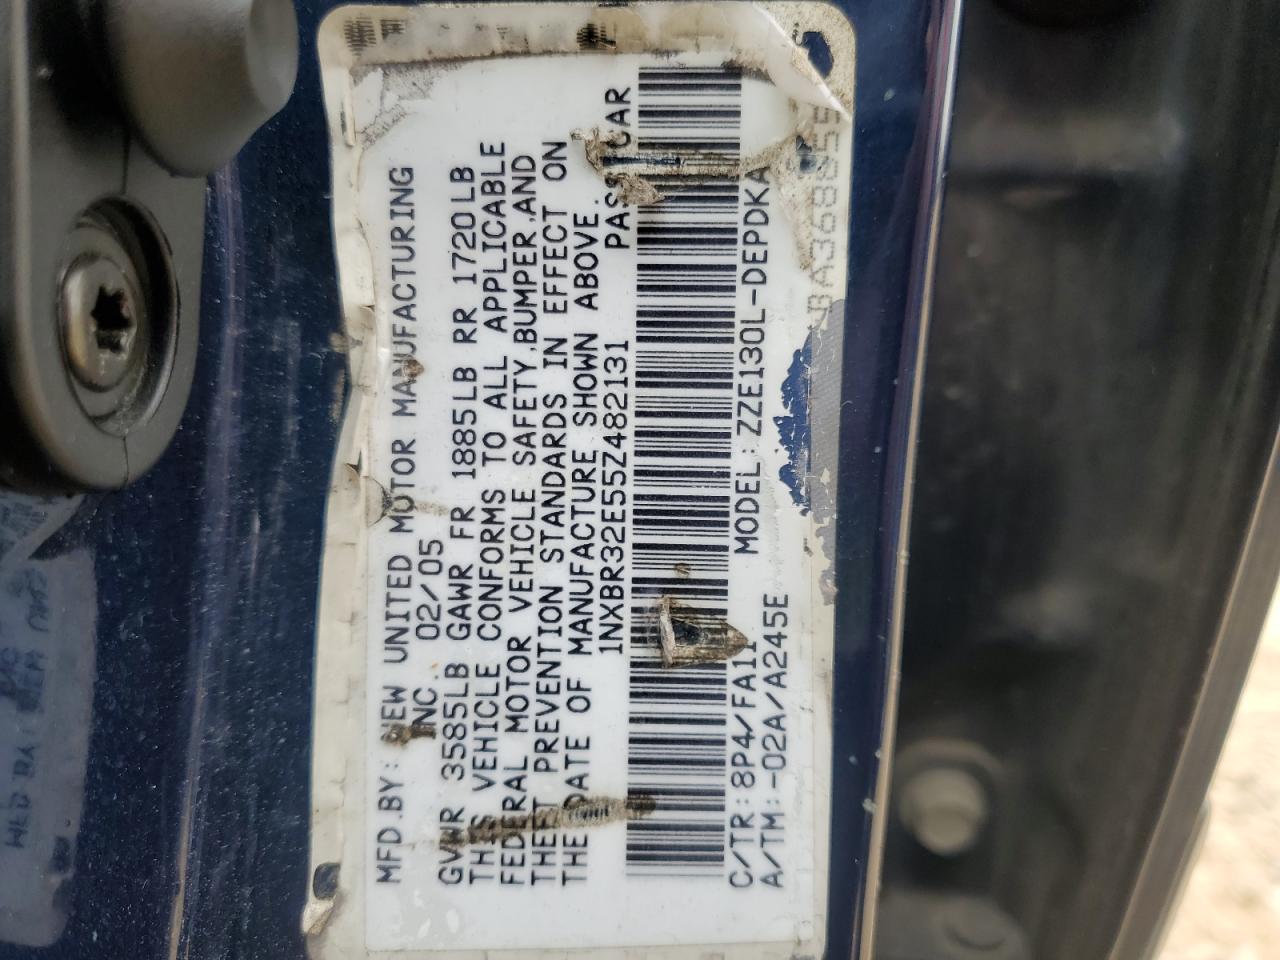 MFD.BY: NEW UNITED MOTOR MANUFACTURING
INC. 02/05
GVWR 3585LB GAWR FR 1885LB RR 1720LB
THIS VEHICLE CONFORMS TO ALL APPLICABLE
FEDERAL MOTOR VEHICLE SAFETY,BUMPER,AND
THEFT PREVENTION STANDARDS IN EFFECT ON
THE DATE OF MANUFACTURE SHOWN ABOVE.
1NXBR32E55Z482131 PASS CAR
MODEL: ZZE130L-DEPDKA
C/TR: 8P4/FA11
A/TM:-02A/A245E